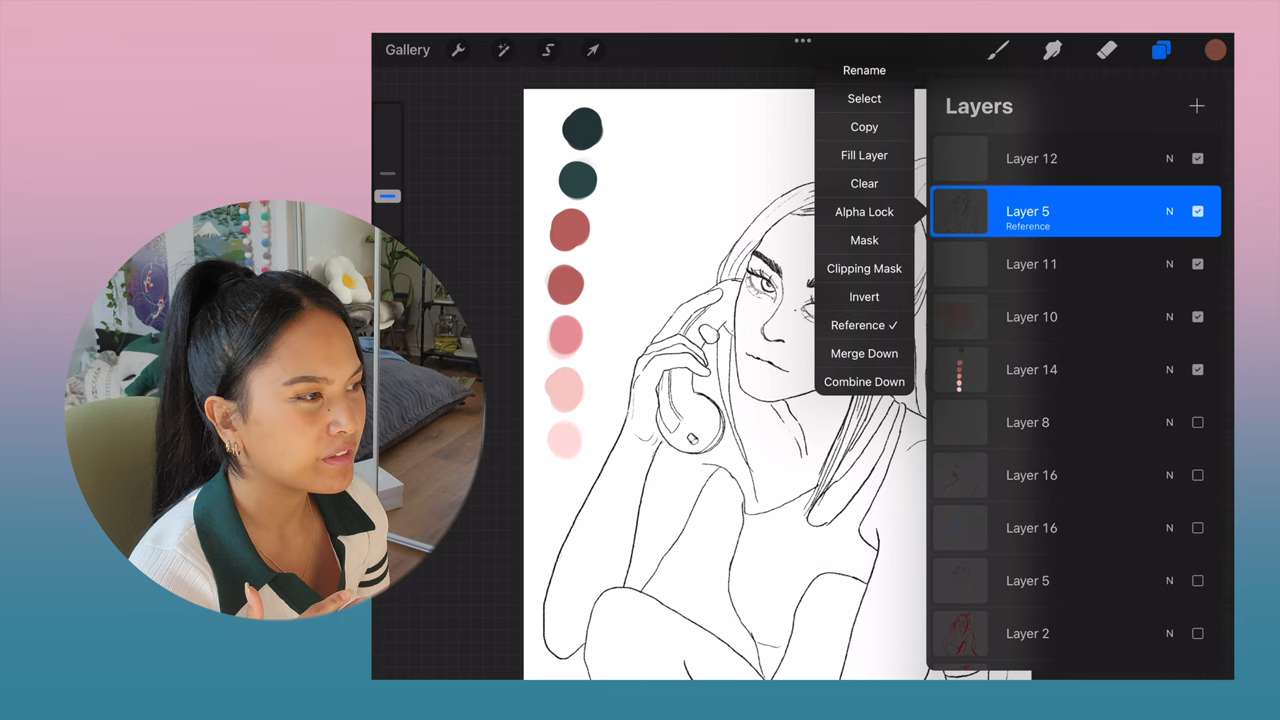 Gallery
Rename
Select
Copy
Fill Layer
Clear
Alpha Lock
Mask
Clipping Mask
Invert
Reference ✓
Merge Down
Combine Down
Layers
Layer 12 N
Layer 5 N
Reference
Layer 11 N
Layer 10 N
Layer 14 N
Layer 8 N
Layer 16 N
Layer 16 N
Layer 5 N
Layer 2 N